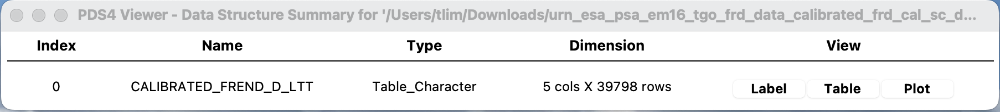 PDS4 Viewer - Data Structure Summary for '/Users/tlim/Downloads/urn_esa_psa_em16_tgo_frd_data_calibrated_frd_cal_sc_d...
Index Name Type Dimension View
0 CALIBRATED_FREND_D_LTT Table_Character 5 cols X 39798 rows Label Table Plot